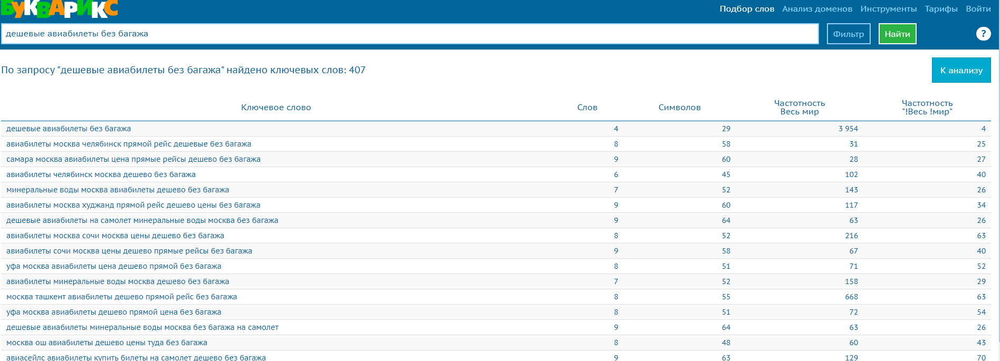 Букварикс
Подбор слов Анализ доменов Инструменты Тарифы Войти
дешевые авиабилеты без багажа Фильтр Найти ?
По запросу "дешевые авиабилеты без багажа" найдено ключевых слов: 407 К анализу
Ключевое слово Слов Символов Частотность Весь мир Частотность "!Весь !мир"
дешевые авиабилеты без багажа 4 29 3 954 4
авиабилеты москва челябинск прямой рейс дешевые без багажа 8 58 31 25
самара москва авиабилеты цена прямые рейсы дешево без багажа 9 60 28 27
авиабилеты челябинск москва дешево без багажа 6 45 102 40
минеральные воды москва авиабилеты дешево без багажа 7 52 143 26
авиабилеты москва худжанд прямой рейс дешево цены без багажа 9 60 117 34
дешевые авиабилеты на самолет минеральные воды москва без багажа 9 64 63 26
авиабилеты москва сочи москва цены дешево без багажа 8 52 216 63
авиабилеты сочи москва цены дешево прямые рейсы без багажа 9 58 67 40
уфа москва авиабилеты цена дешево прямой без багажа 8 51 71 52
авиабилеты минеральные воды москва дешево без багажа 7 52 158 29
москва ташкент авиабилеты дешево прямой рейс без багажа 8 55 668 63
уфа москва авиабилеты дешево прямой цена без багажа 8 51 72 54
дешевые авиабилеты минеральные воды москва без багажа на самолет 9 64 63 26
москва ош авиабилеты дешево цены туда без багажа 8 48 60 43
авиасейлс авиабилеты купить билеты на самолет дешево без багажа 9 63 129 70